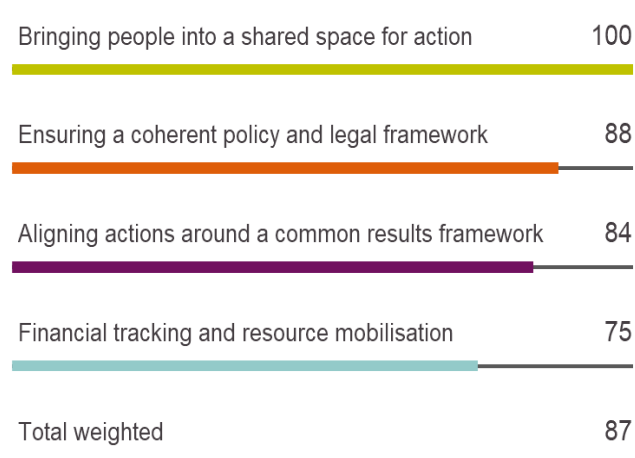 Bringing people into a shared space for action 100
Ensuring a coherent policy and legal framework 88
Aligning actions around a common results framework 84
Financial tracking and resource mobilisation 75
Total weighted 87